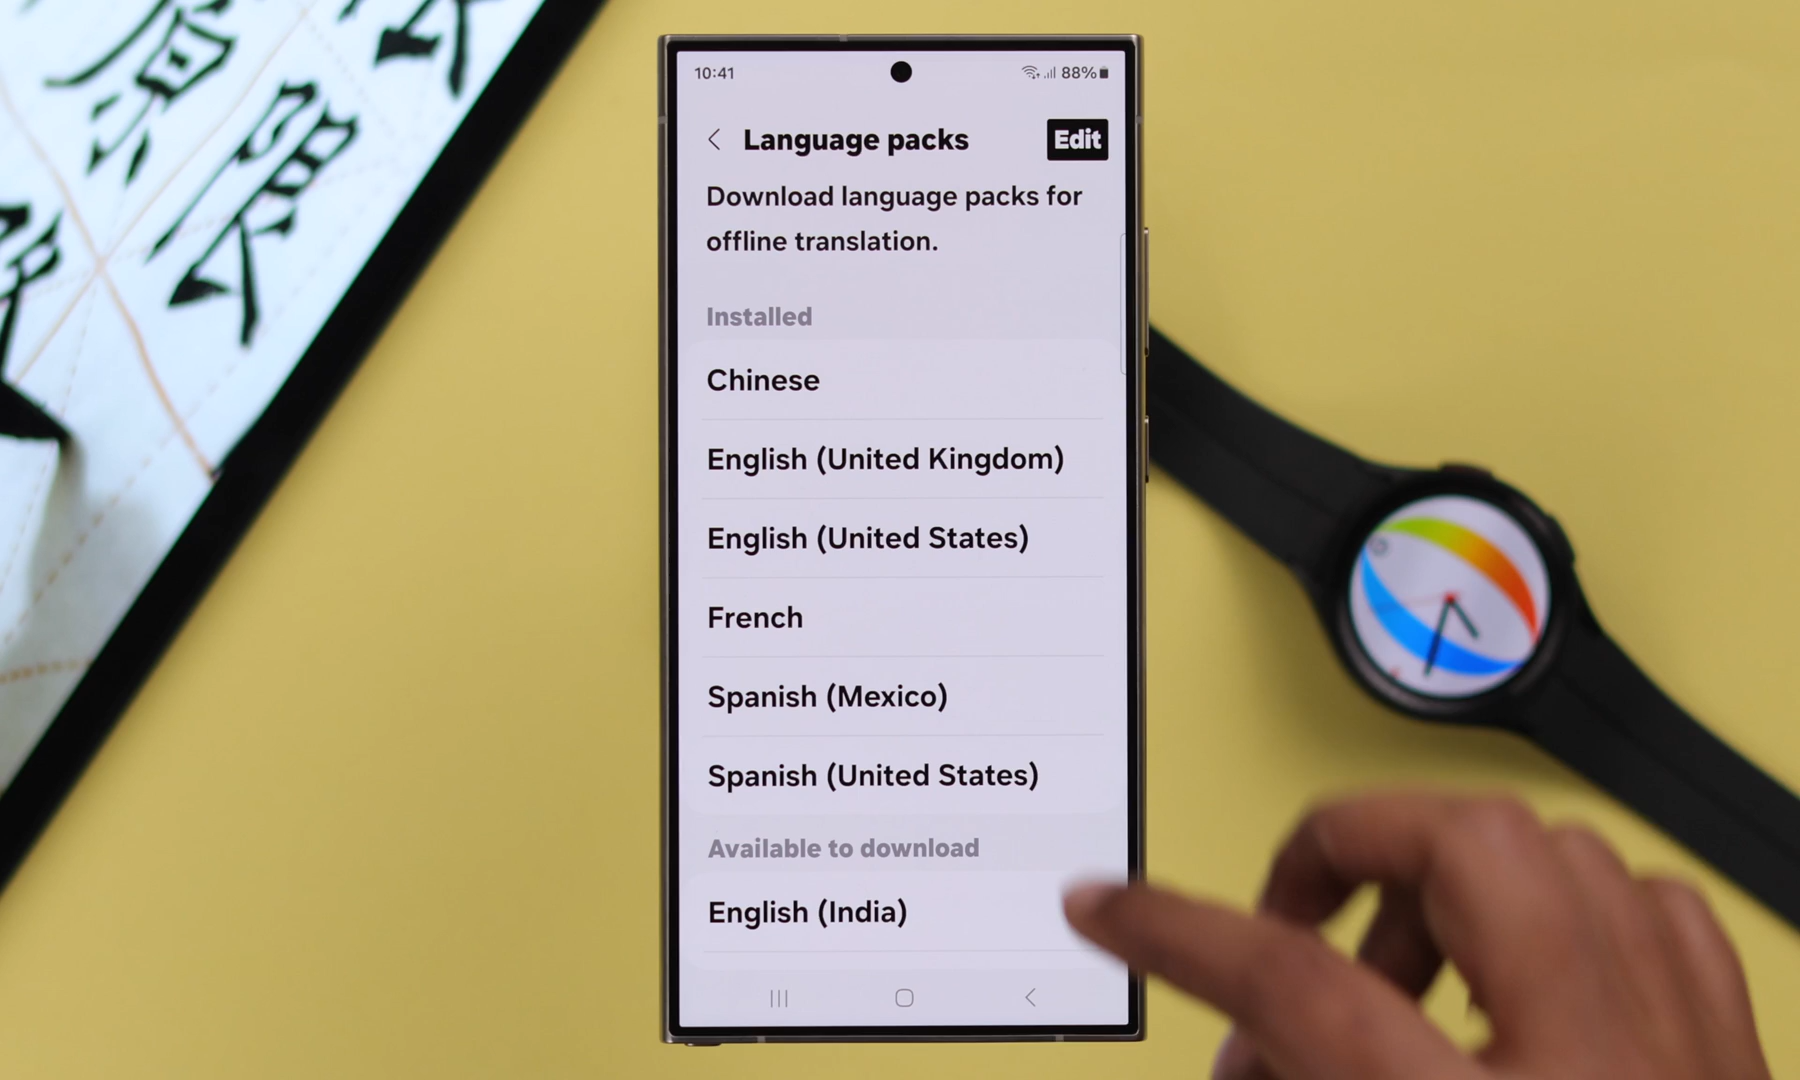 10:41
88%
Language packs
Edit
Download language packs for
offline translation.
Installed
Chinese
English (United Kingdom)
English (United States)
French
Spanish (Mexico)
Spanish (United States)
Available to download
English (India)